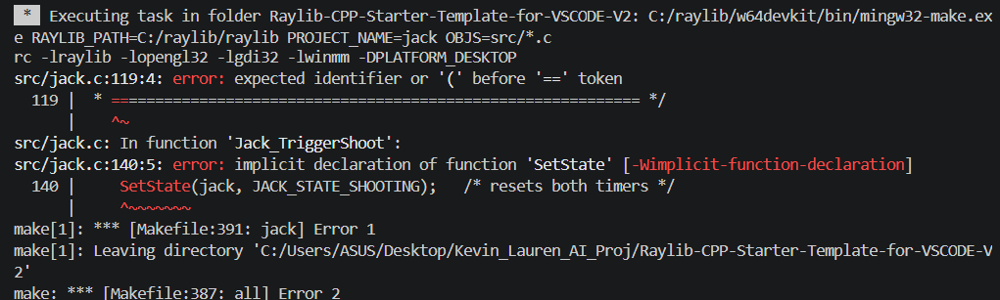 * Executing task in folder Raylib-CPP-Starter-Template-for-VSCODE-V2: C:/raylib/w64devkit/bin/mingw32-make.ex
e RAYLIB_PATH=C:/raylib/raylib PROJECT_NAME=jack OBJS=src/*.c
rc -lraylib -lopengl32 -lgdi32 -lwinmm -DPLATFORM_DESKTOP
src/jack.c:119:4: error: expected identifier or '(' before '==' token
  119 |  * ============================================================ */
      |    ^~
src/jack.c: In function 'Jack_TriggerShoot':
src/jack.c:140:5: error: implicit declaration of function 'SetState' [-Wimplicit-function-declaration]
  140 |     SetState(jack, JACK_STATE_SHOOTING);   /* resets both timers */
      |     ^~~~~~~~
make[1]: *** [Makefile:391: jack] Error 1
make[1]: Leaving directory 'C:/Users/ASUS/Desktop/Kevin_Lauren_AI_Proj/Raylib-CPP-Starter-Template-for-VSCODE-V
2'
make: *** [Makefile:387: all] Error 2